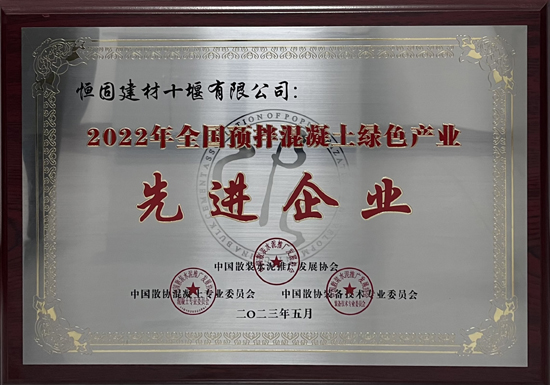 恒固建材十堰有限公司：
2022年全国预拌混凝土绿色产业
先进企业
中国散装水泥推广发展协会
中国散协混凝土专业委员会 中国散协装备技术专业委员会
二〇二三年五月